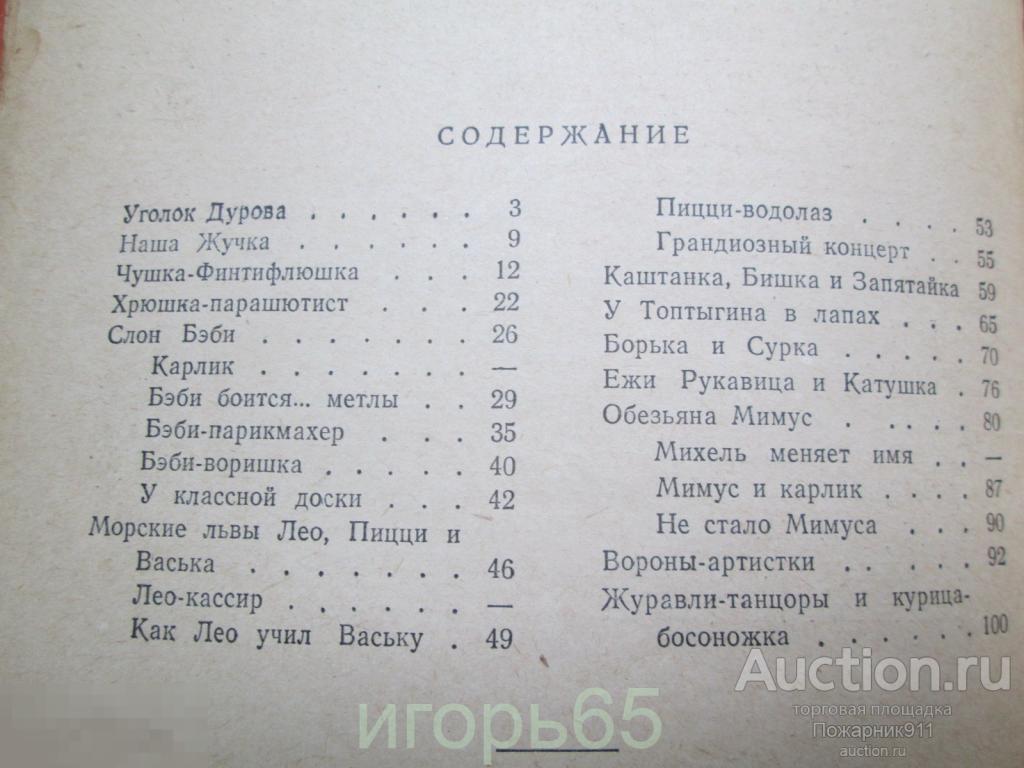 СОДЕРЖАНИЕ
Уголок Дурова . . . . . . 3
Наша Жучка . . . . . . 9
Чушка-Финтифлюшка . . . 12
Хрюшка-парашютист . . . 22
Слон Бэби . . . . . . . 26
Карлик . . . . . . . —
Бэби боится... метлы . . 29
Бэби-парикмахер . . . 35
Бэби-воришка . . . . . 40
У классной доски . . . 42
Морские львы Лео, Пицци и
Васька . . . . . . . 46
Лео-кассир . . . . . . —
Как Лео учил Ваську . 49
Пицци-водолаз . . . . 53
Грандиозный концерт . . 55
Каштанка, Бишка и Запятайка 59
У Топтыгина в лапах . . . 65
Борька и Сурка . . . . . 70
Ежи Рукавица и Катушка . 76
Обезьяна Мимус . . . . 80
Михель меняет имя . . —
Мимус и карлик . . . . 87
Не стало Мимуса . . . 90
Вороны-артистки . . . . . 92
Журавли-танцоры и курица-
босоножка . . . . . 100
Auction.ru
торговая площадка
Пожарник911
auction.ru
игорь65